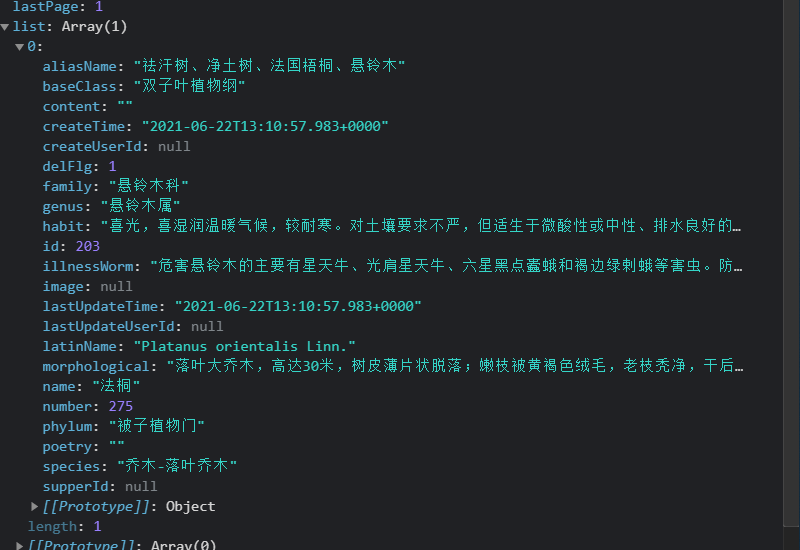 lastPage: 1
list: Array(1)
0:
aliasName: "祛汗树、净土树、法国梧桐、悬铃木"
baseClass: "双子叶植物纲"
content: ""
createTime: "2021-06-22T13:10:57.983+0000"
createUserId: null
delFlg: 1
family: "悬铃木科"
genus: "悬铃木属"
habit: "喜光，喜湿润温暖气候，较耐寒。对土壤要求不严，但适生于微酸性或中性、排水良好的…
id: 203
illnessWorm: "危害悬铃木的主要有星天牛、光肩星天牛、六星黑点蠹蛾和褐边绿刺蛾等害虫。防…
image: null
lastUpdateTime: "2021-06-22T13:10:57.983+0000"
lastUpdateUserId: null
latinName: "Platanus orientalis Linn."
morphological: "落叶大乔木，高达30米，树皮薄片状脱落；嫩枝被黄褐色绒毛，老枝秃净，干后…
name: "法桐"
number: 275
phylum: "被子植物门"
poetry: ""
species: "乔木-落叶乔木"
supperId: null
[[Prototype]]: Object
length: 1
[[Prototype]]: Array(0)